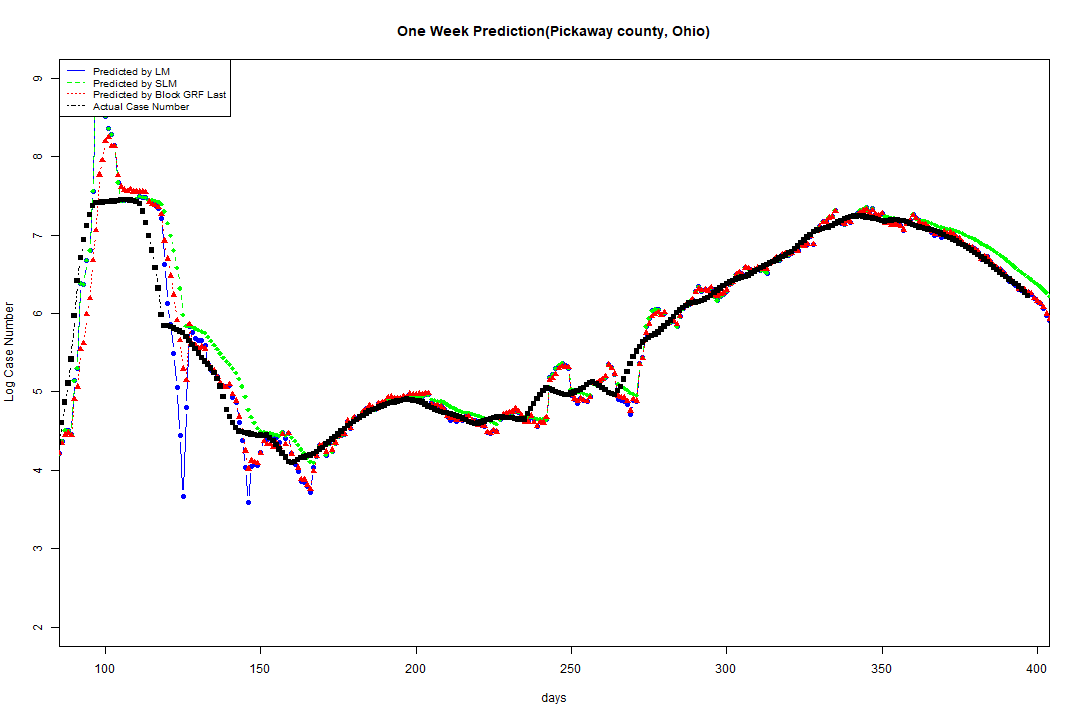 One Week Prediction(Pickaway county, Ohio)
Predicted by LM
Predicted by SLM
Predicted by Block GRF Last
Actual Case Number
Log Case Number
9
8
7
6
5
4
3
2
100 150 200 250 300 350 400
days